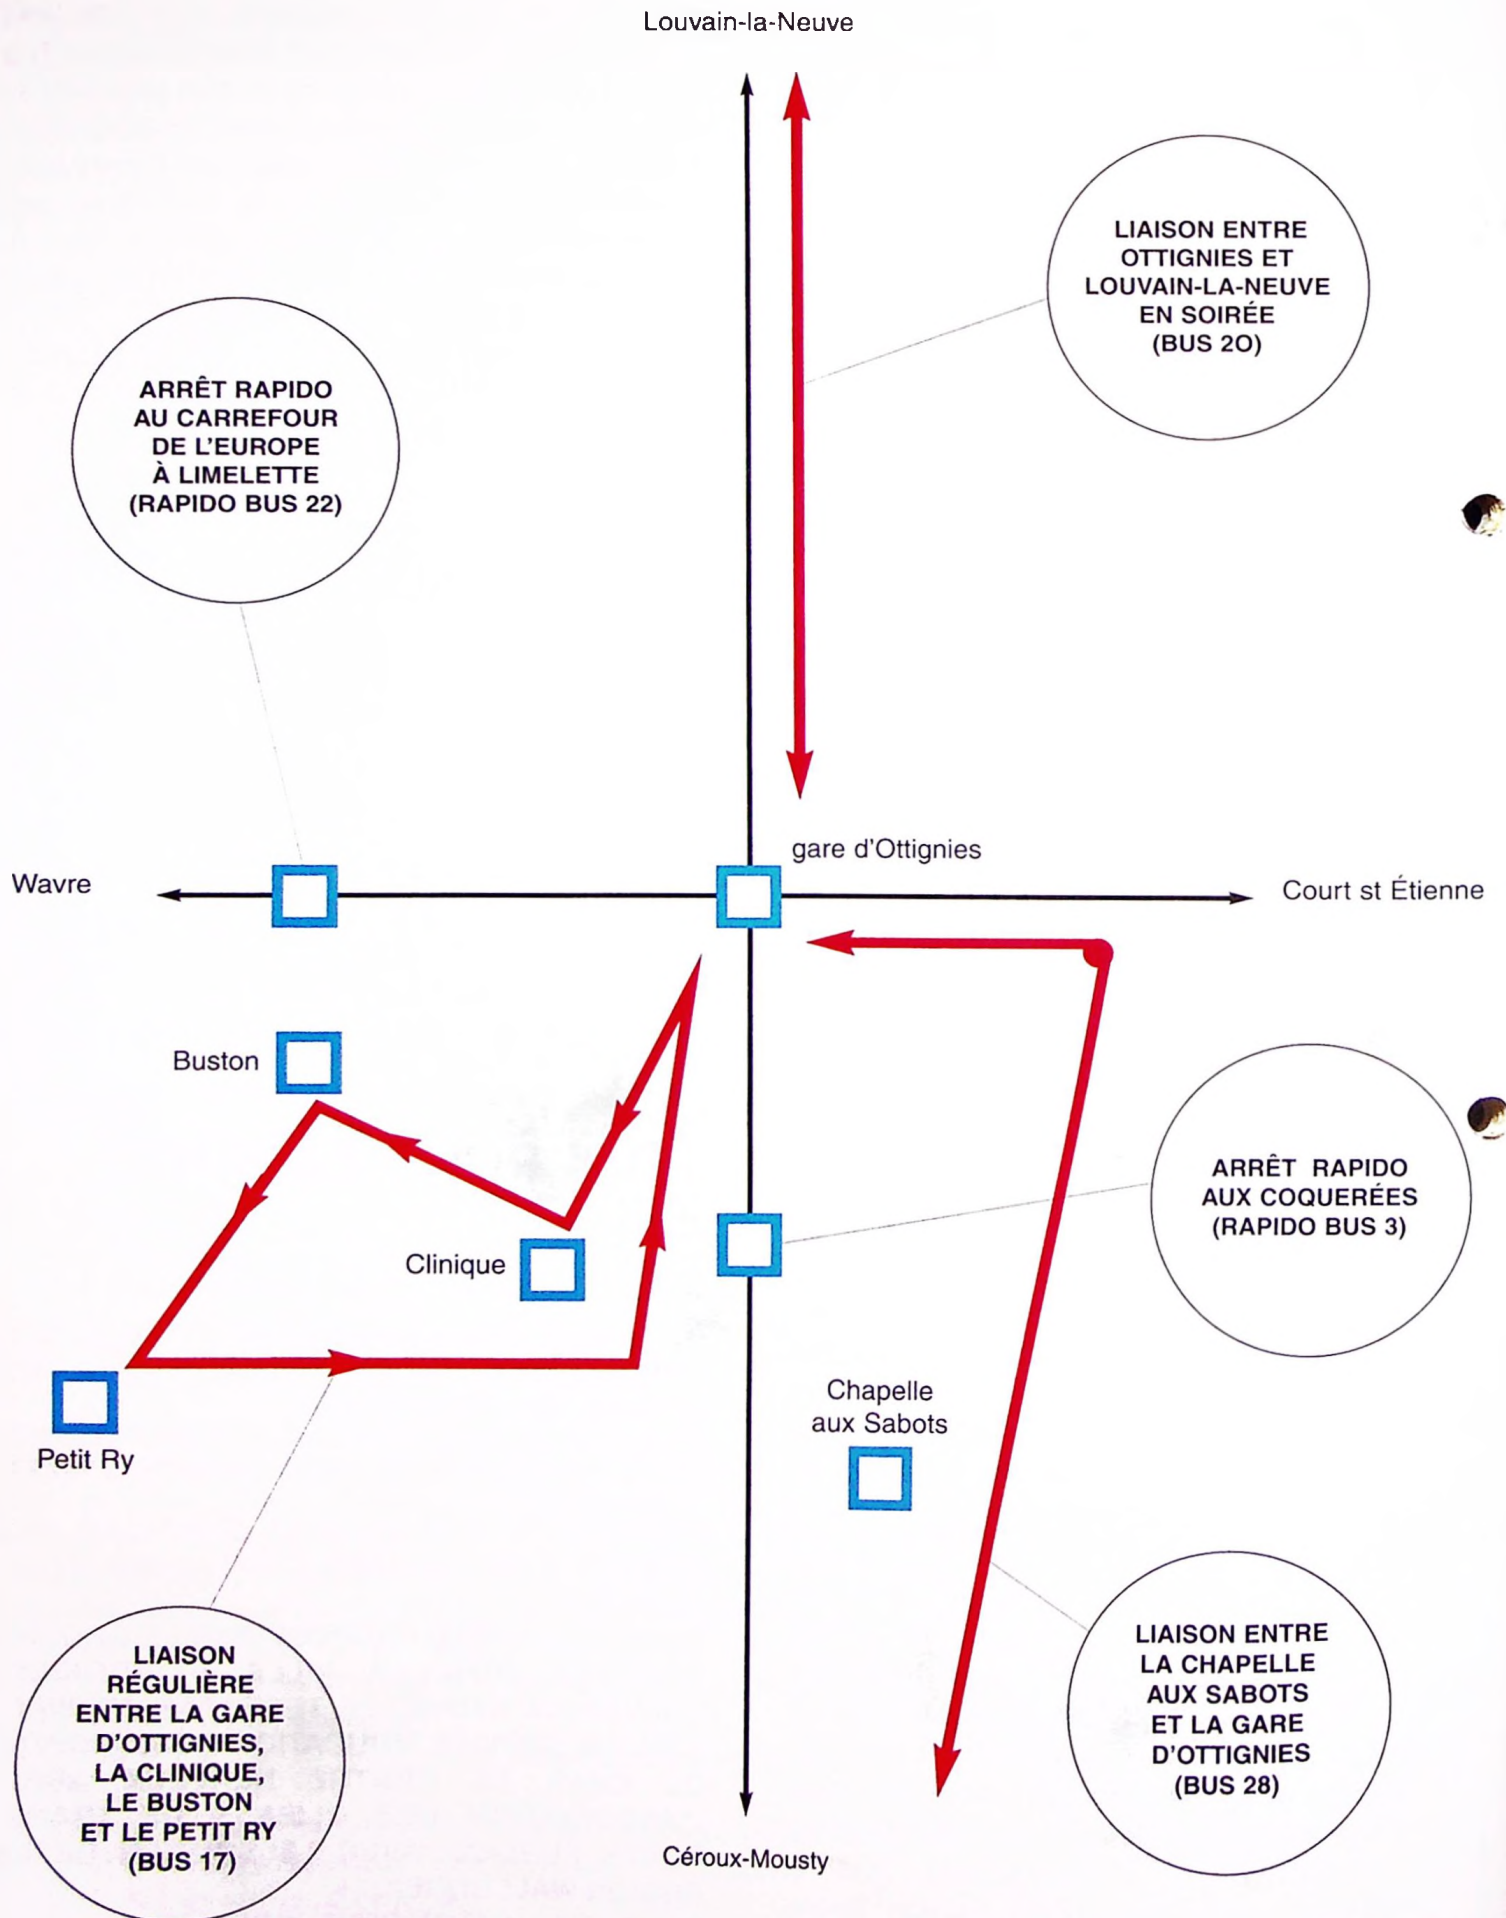 Louvain-la-Neuve
LIAISON ENTRE
OTTIGNIES ET
LOUVAIN-LA-NEUVE
EN SOIRÉE
(BUS 2O)
ARRÊT RAPIDO
AU CARREFOUR
DE L'EUROPE
À LIMELETTE
(RAPIDO BUS 22)
gare d'Ottignies
Wavre
Court st Étienne
Buston
Clinique
ARRÊT RAPIDO
AUX COQUERÉES
(RAPIDO BUS 3)
Petit Ry
Chapelle
aux Sabots
LIAISON
RÉGULIÈRE
ENTRE LA GARE
D'OTTIGNIES,
LA CLINIQUE,
LE BUSTON
ET LE PETIT RY
(BUS 17)
LIAISON ENTRE
LA CHAPELLE
AUX SABOTS
ET LA GARE
D'OTTIGNIES
(BUS 28)
Céroux-Mousty